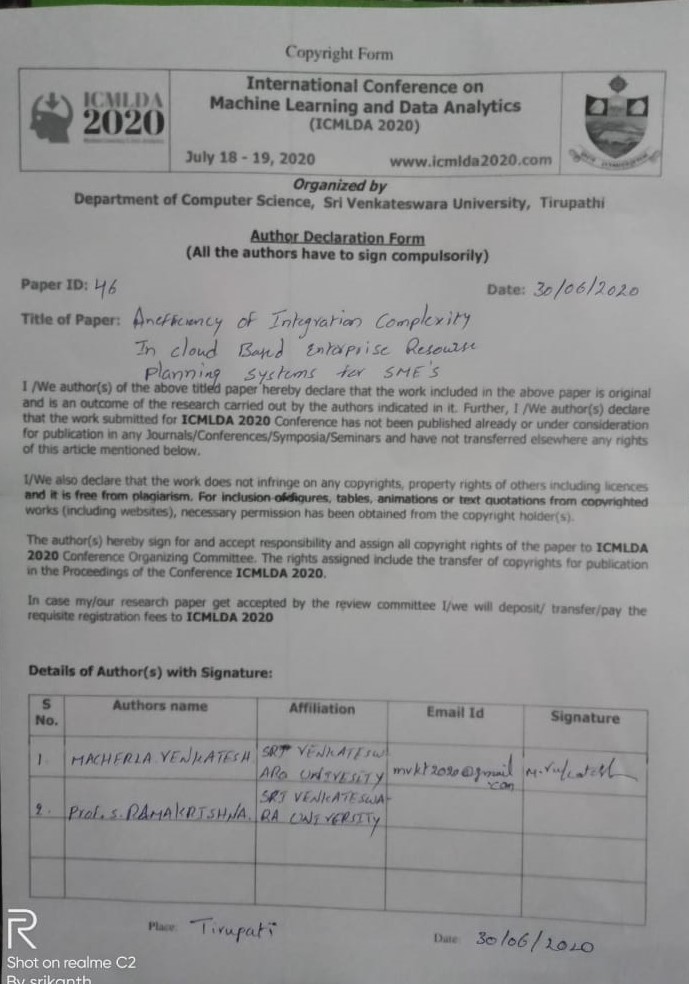 Copyright Form
ICMLDA
2020
International Conference on
Machine Learning and Data Analytics
(ICMLDA 2020)
July 18 - 19, 2020 www.icmlda2020.com
Organized by
Department of Computer Science, Sri Venkateswara University, Tirupathi
Author Declaration Form
(All the authors have to sign compulsorily)
Paper ID: 46 Date: 30/06/2020
Title of Paper: Anefficiency of Integration Complexity
In cloud Based Enterprise Resourse
planning systems for SME'S
I /We author(s) of the above titled paper hereby declare that the work included in the above paper is original
and is an outcome of the research carried out by the authors indicated in it. Further, I /We author(s) declare
that the work submitted for ICMLDA 2020 Conference has not been published already or under consideration
for publication in any Journals/Conferences/Symposia/Seminars and have not transferred elsewhere any rights
of this article mentioned below.
I/We also declare that the work does not infringe on any copyrights, property rights of others including licences
and it is free from plagiarism. For inclusion of figures, tables, animations or text quotations from copyrighted
works (including websites), necessary permission has been obtained from the copyright holder(s).
The author(s) hereby sign for and accept responsibility and assign all copyright rights of the paper to ICMLDA
2020 Conference Organizing Committee. The rights assigned include the transfer of copyrights for publication
in the Proceedings of the Conference ICMLDA 2020.
In case my/our research paper get accepted by the review committee I/we will deposit/ transfer/pay the
requisite registration fees to ICMLDA 2020
Details of Author(s) with Signature:
S No. Authors name Affiliation Email Id Signature
1. MACHERLA VENKATESH SRI VENKATESW
ARA UNIVESITY mvkt2020@gmail
.com M.Venkatesh
2. Prof. S. RAMAKRISHNA. SRI VENKATESWA
RA UNIVERSITY
Place: Tirupati
Date: 30/06/2020
Shot on realme C2
By srikanth